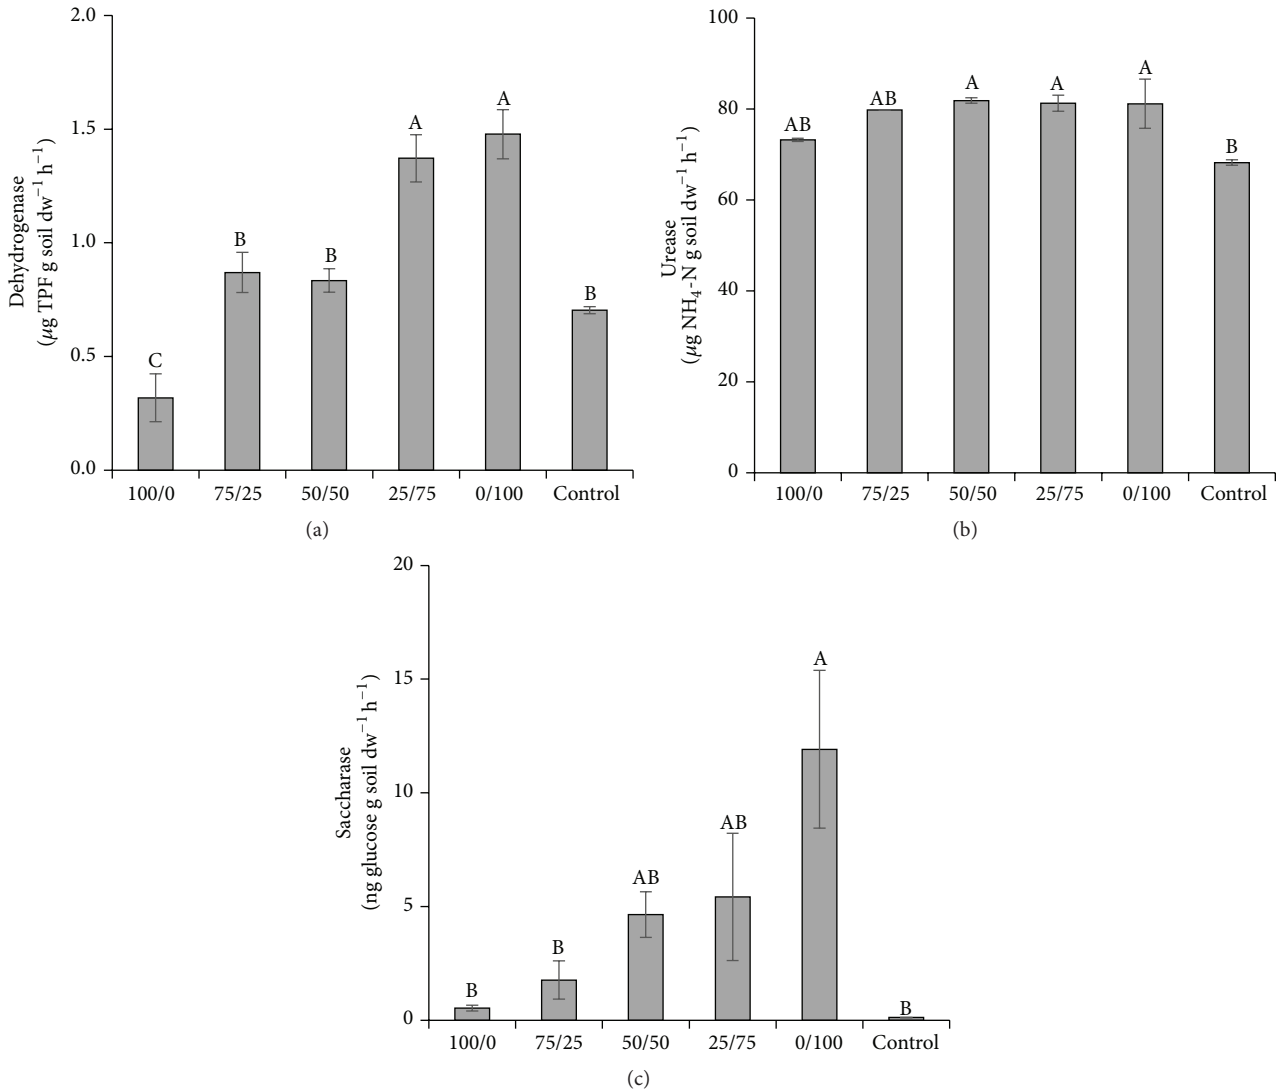 2.0
1.5
1.0
0.5
0.0
Dehydrogenase
(μg TPF g soil dw⁻¹ h⁻¹)
C
B
B
A
A
B
100/0 75/25 50/50 25/75 0/100 Control
(a)
100
80
60
40
20
0
Urease
(μg NH₄-N g soil dw⁻¹ h⁻¹)
AB
AB
A
A
A
B
100/0 75/25 50/50 25/75 0/100 Control
(b)
20
15
10
5
0
Saccharase
(ng glucose g soil dw⁻¹ h⁻¹)
B
B
AB
AB
A
B
100/0 75/25 50/50 25/75 0/100 Control
(c)